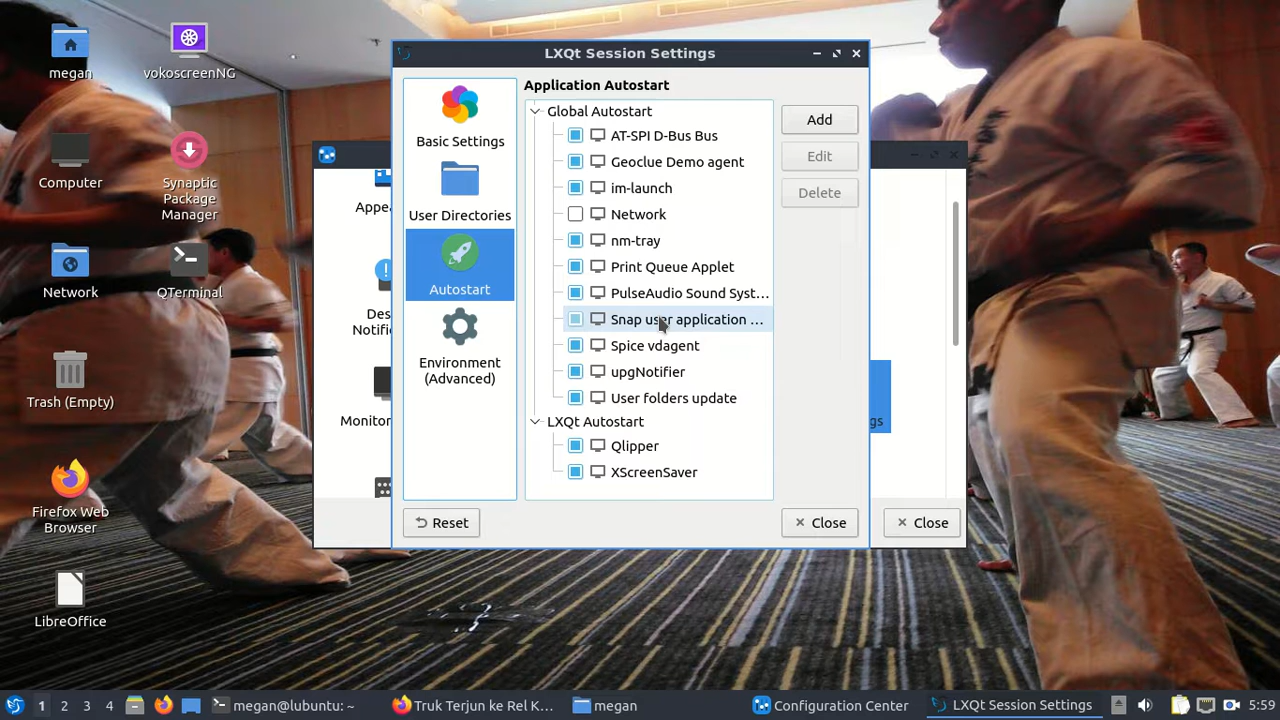 megan
vokoscreenNG
Computer
Synaptic
Package
Manager
Network
QTerminal
Trash (Empty)
Firefox Web
Browser
LibreOffice
LXQt Session Settings
Basic Settings
User Directories
Autostart
Environment
(Advanced)
Application Autostart
Global Autostart
AT-SPI D-Bus Bus
Geoclue Demo agent
im-launch
Network
nm-tray
Print Queue Applet
PulseAudio Sound Syst...
Snap user application ...
Spice vdagent
upgNotifier
User folders update
LXQt Autostart
Qlipper
XScreenSaver
Add
Edit
Delete
Reset
Close
Appe
Des
Notifi
Monito
gs
Close
1 2 3 4
megan@lubuntu: ~
Truk Terjun ke Rel K...
megan
Configuration Center
LXQt Session Settings
5:59